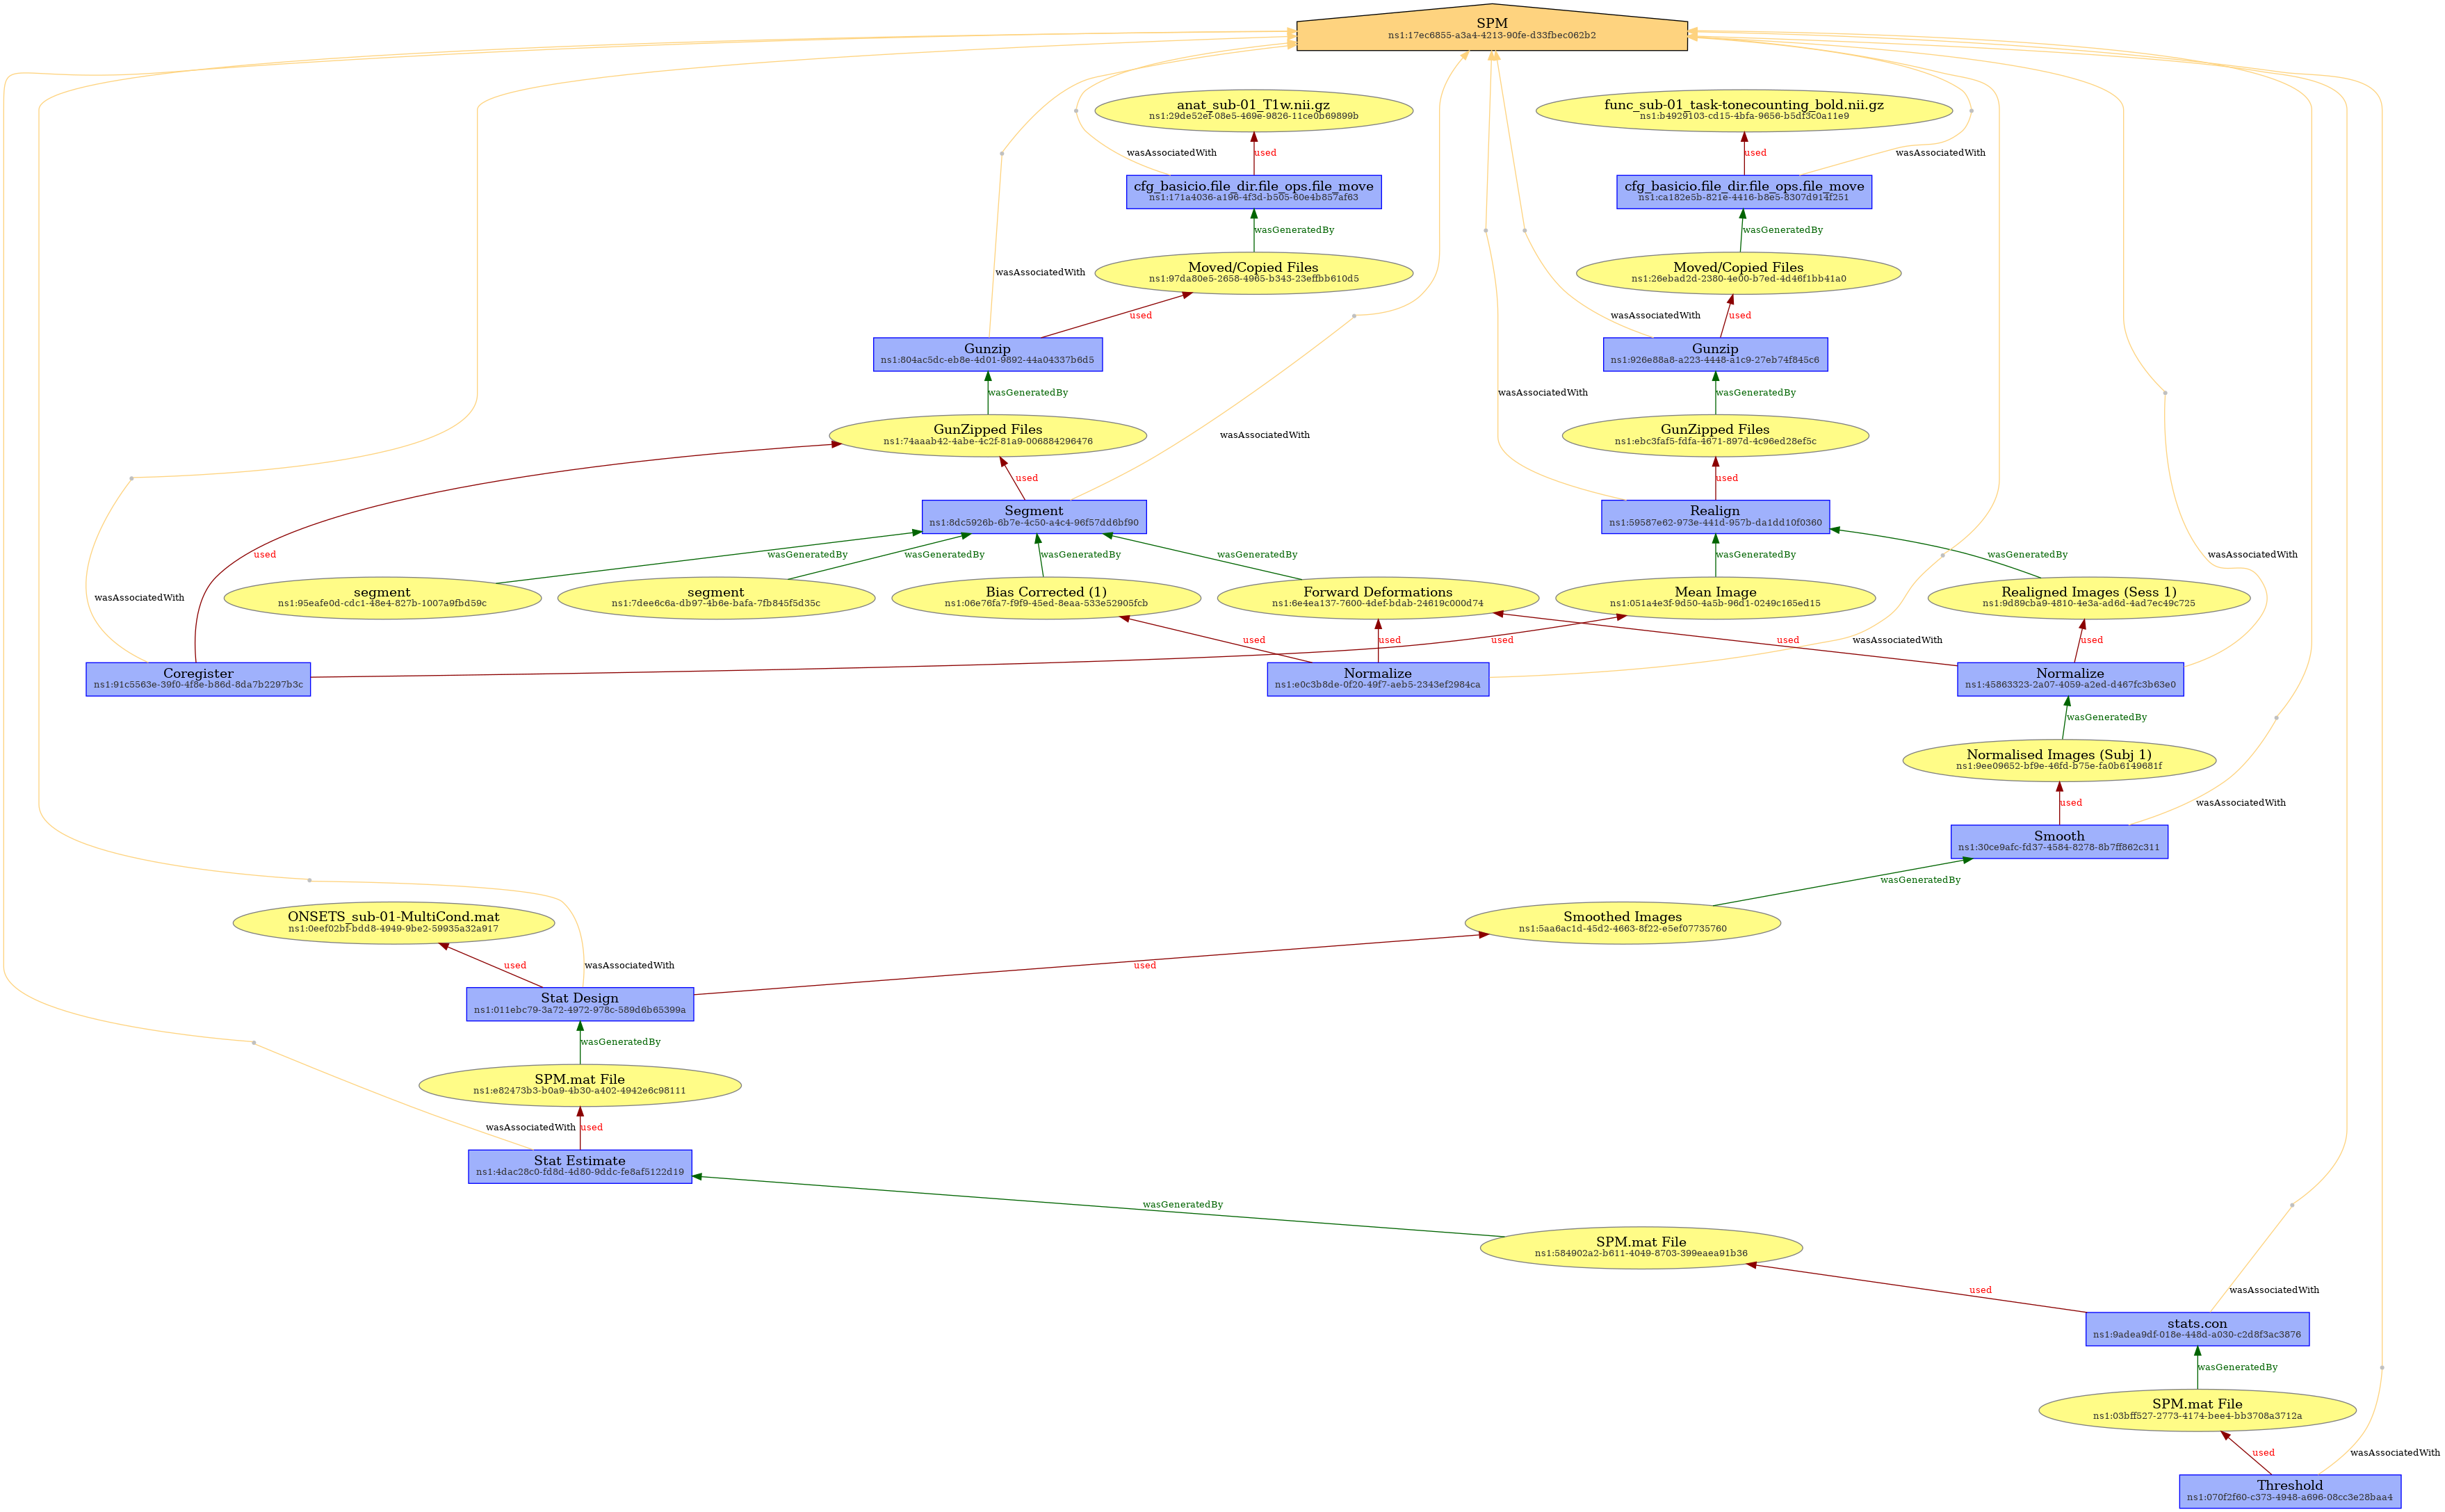 SPM
ns1:17ec6855-a3a4-4213-90fe-d33fbec062b2
anat_sub-01_T1w.nii.gz
ns1:29de52ef-08e5-469e-9826-11ce0b69899b
func_sub-01_task-tonecounting_bold.nii.gz
ns1:b4929103-cd15-4bfa-9656-b5df3c0a11e9
wasAssociatedWith
used
used
wasAssociatedWith
cfg_basicio.file_dir.file_ops.file_move
ns1:171a4036-a196-4f3d-b505-60e4b857af63
cfg_basicio.file_dir.file_ops.file_move
ns1:ca182e5b-821e-4416-b8e5-8307d914f251
wasGeneratedBy
wasGeneratedBy
wasAssociatedWith
Moved/Copied Files
ns1:97da80e5-2658-4965-b343-23effbb610d5
Moved/Copied Files
ns1:26ebad2d-2380-4e00-b7ed-4d46f1bb41a0
used
wasAssociatedWith
used
Gunzip
ns1:804ac5dc-eb8e-4d01-9892-44a04337b6d5
Gunzip
ns1:926e88a8-a223-4448-a1c9-27eb74f845c6
wasGeneratedBy
wasAssociatedWith
wasGeneratedBy
GunZipped Files
ns1:74aaab42-4abe-4c2f-81a9-006884296476
wasAssociatedWith
GunZipped Files
ns1:ebc3faf5-fdfa-4671-897d-4c96ed28ef5c
used
used
Segment
ns1:8dc5926b-6b7e-4c50-a4c4-96f57dd6bf90
Realign
ns1:59587e62-973e-441d-957b-da1dd10f0360
used
wasGeneratedBy
wasGeneratedBy
wasGeneratedBy
wasGeneratedBy
wasGeneratedBy
wasGeneratedBy
wasAssociatedWith
wasAssociatedWith
segment
ns1:95eafe0d-cdc1-48e4-827b-1007a9fbd59c
segment
ns1:7dee6c6a-db97-4b6e-bafa-7fb845f5d35c
Bias Corrected (1)
ns1:06e76fa7-f9f9-45ed-8eaa-533e52905fcb
Forward Deformations
ns1:6e4ea137-7600-4def-bdab-24619c000d74
Mean Image
ns1:051a4e3f-9d50-4a5b-96d1-0249c165ed15
Realigned Images (Sess 1)
ns1:9d89cba9-4810-4e3a-ad6d-4ad7ec49c725
used
used
used
used
wasAssociatedWith
used
Coregister
ns1:91c5563e-39f0-4f8e-b86d-8da7b2297b3c
Normalize
ns1:e0c3b8de-0f20-49f7-aeb5-2343ef2984ca
Normalize
ns1:45863323-2a07-4059-a2ed-d467fc3b63e0
wasGeneratedBy
Normalised Images (Subj 1)
ns1:9ee09652-bf9e-46fd-b75e-fa0b6149681f
used
wasAssociatedWith
Smooth
ns1:30ce9afc-fd37-4584-8278-8b7ff862c311
wasGeneratedBy
ONSETS_sub-01-MultiCond.mat
ns1:0eef02bf-bdd8-4949-9be2-59935a32a917
Smoothed Images
ns1:5aa6ac1d-45d2-4663-8f22-e5ef07735760
used
wasAssociatedWith
used
Stat Design
ns1:011ebc79-3a72-4972-978c-589d6b65399a
wasGeneratedBy
SPM.mat File
ns1:e82473b3-b0a9-4b30-a402-4942e6c98111
wasAssociatedWith
used
Stat Estimate
ns1:4dac28c0-fd8d-4d80-9ddc-fe8af5122d19
wasGeneratedBy
SPM.mat File
ns1:584902a2-b611-4049-8703-399eaea91b36
used
wasAssociatedWith
stats.con
ns1:9adea9df-018e-448d-a030-c2d8f3ac3876
wasGeneratedBy
SPM.mat File
ns1:03bff527-2773-4174-bee4-bb3708a3712a
used
wasAssociatedWith
Threshold
ns1:070f2f60-c373-4948-a696-08cc3e28baa4